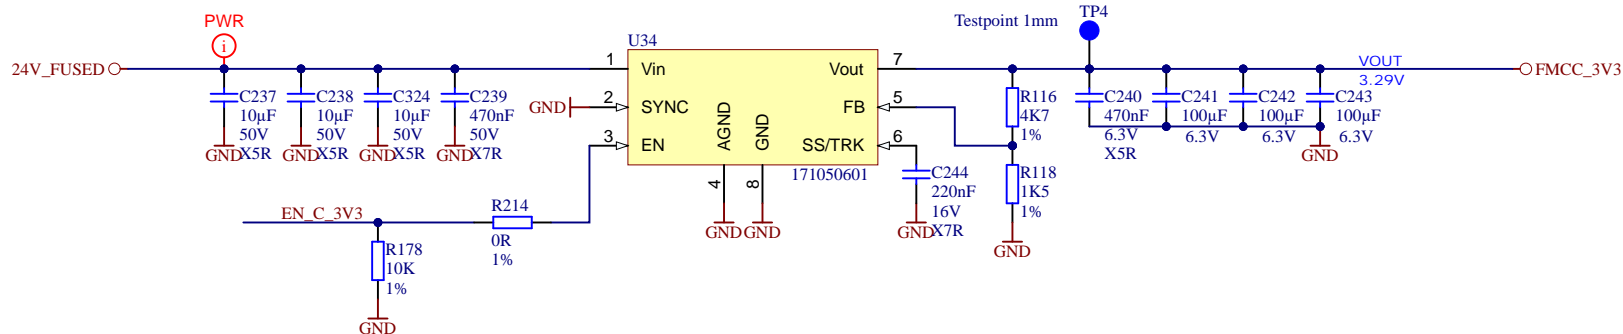 PWR
i
24V_FUSED
C237
10µF
50V
X5R
GND
C238
10µF
50V
X5R
GND
C324
10µF
50V
X5R
GND
C239
470nF
50V
X7R
GND
U34
1
Vin
GND
2
SYNC
3
EN
AGND
GND
4
8
GND
GND
Vout
7
FB
5
SS/TRK
6
171050601
EN_C_3V3
R214
0R
1%
R178
10K
1%
GND
C244
220nF
16V
X7R
GND
R116
4K7
1%
R118
1K5
1%
GND
Testpoint 1mm
TP4
C240
470nF
6.3V
X5R
C241
100µF
6.3V
C242
100µF
6.3V
C243
100µF
6.3V
GND
VOUT
3.29V
FMCC_3V3